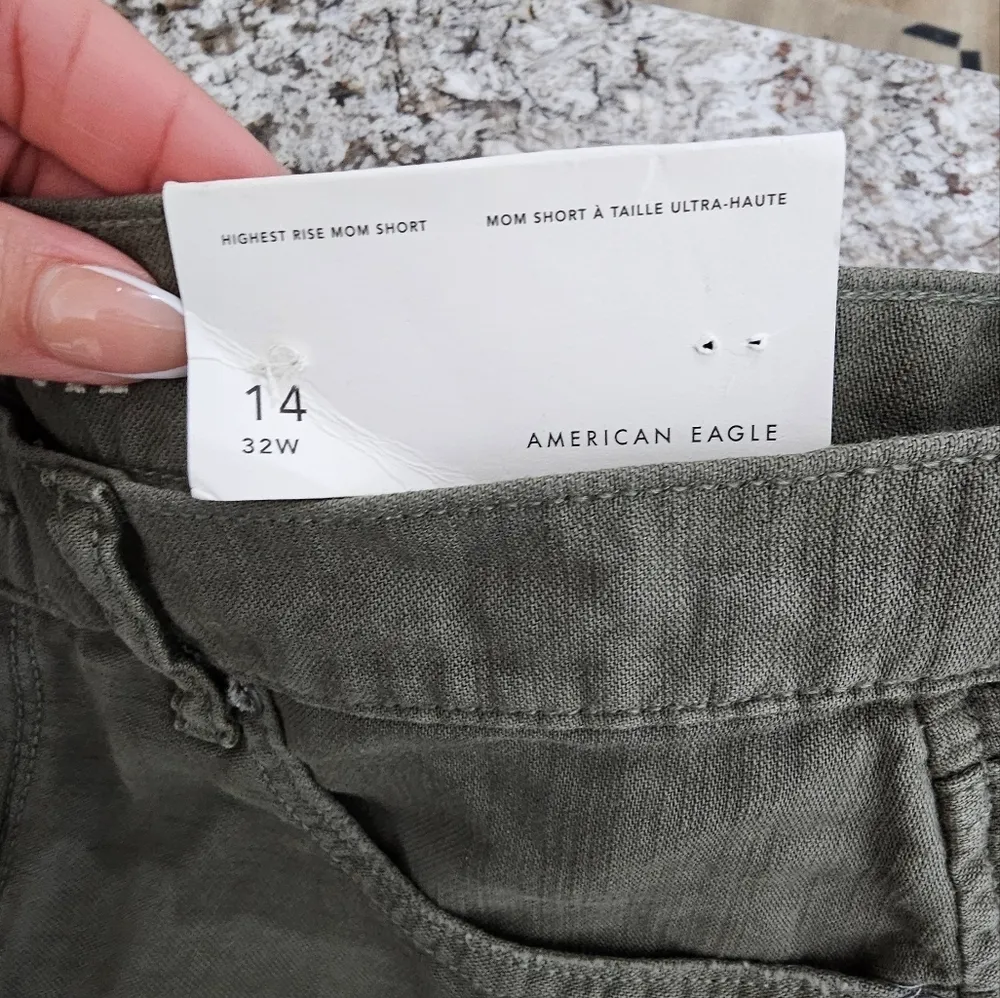 HIGHEST RISE MOM SHORT
MOM SHORT À TAILLE ULTRA-HAUTE
14
32W
AMERICAN EAGLE